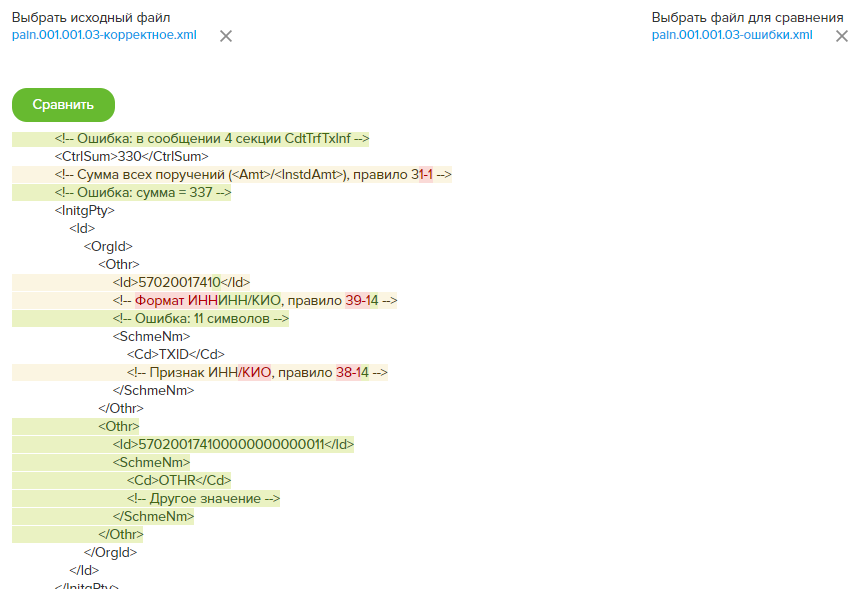 Выбрать исходный файл
Выбрать файл для сравнения
pain.001.001.03-корректное.xml
pain.001.001.03-ошибки.xml
Сравнить
<!-- Ошибка: в сообщении 4 секции CdtTrfTxInf -->
<CtrlSum>330</CtrlSum>
<!-- Сумма всех поручений (<Amt>/<InstdAmt>), правило 31-1 -->
<!-- Ошибка: сумма = 337 -->
<InitgPty>
<Id>
<OrgId>
<Othr>
<Id>57020017410</Id>
<!-- Формат ИННИНН/КИО, правило 39-14 -->
<!-- Ошибка: 11 символов -->
<SchmeNm>
<Cd>TXID</Cd>
<!-- Признак ИНН/КИО, правило 38-14 -->
</SchmeNm>
</Othr>
<Othr>
<Id>570200174100000000000011</Id>
<SchmeNm>
<Cd>OTHR</Cd>
<!-- Другое значение -->
</SchmeNm>
</Othr>
</OrgId>
</Id>
</InitgPty>